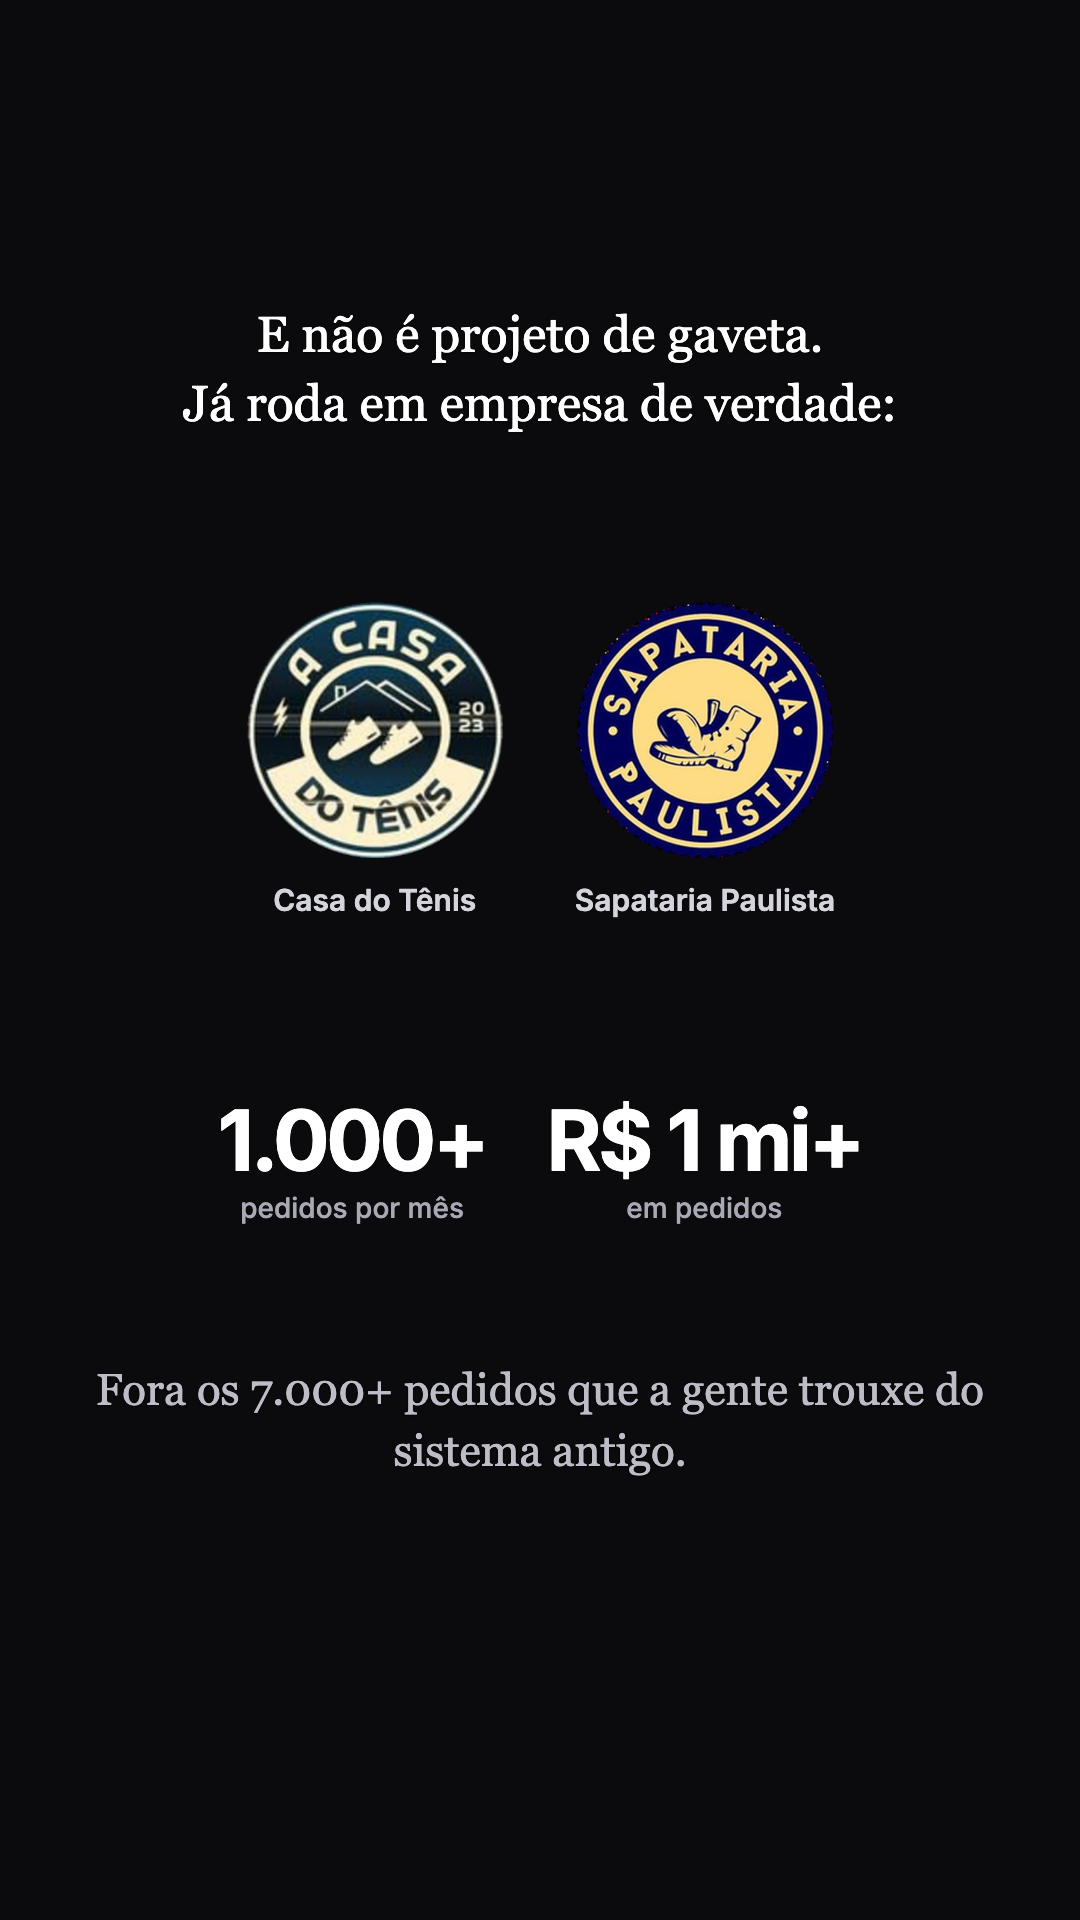 E não é projeto de gaveta.
Já roda em empresa de verdade:
A CASA
20
23
DO TÊNIS
SAPATARIA
PAULISTA
Casa do Tênis
Sapataria Paulista
1.000+
R$ 1 mi+
pedidos por mês
em pedidos
Fora os 7.000+ pedidos que a gente trouxe do
sistema antigo.